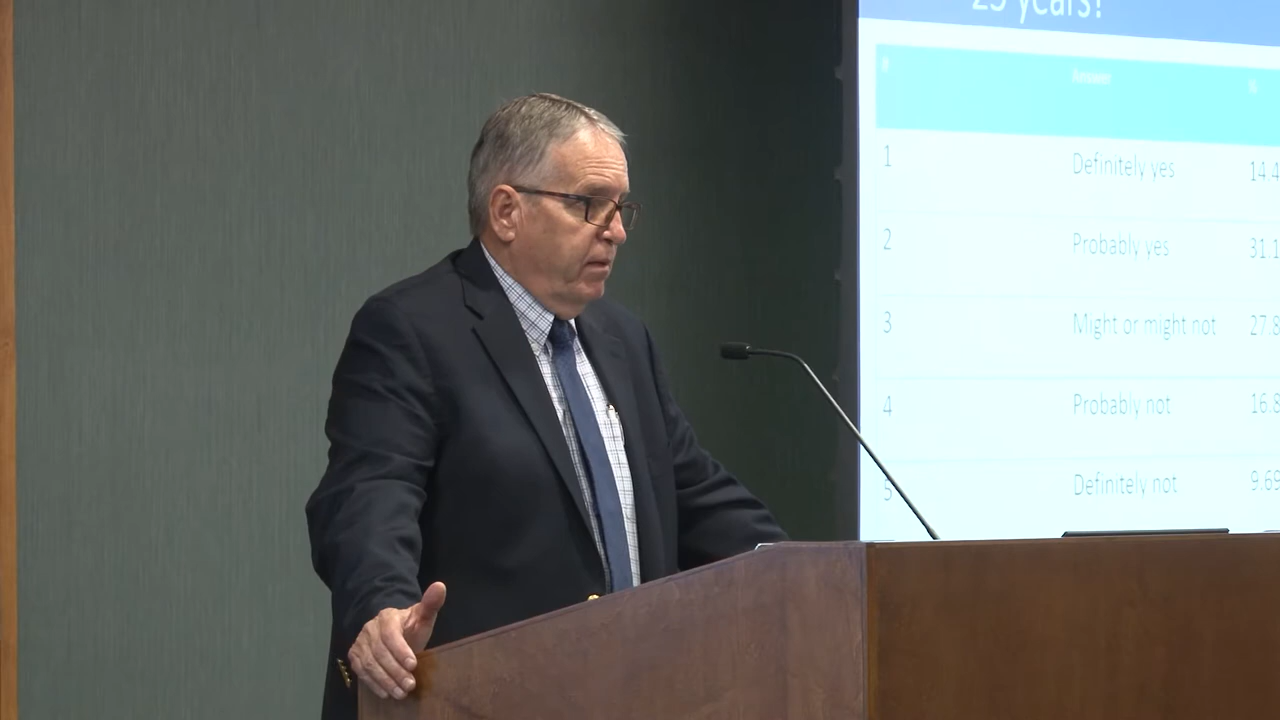 25 years?
# Answer %
1 Definitely yes 14.4
2 Probably yes 31.1
3 Might or might not 27.8
4 Probably not 16.8
5 Definitely not 9.69